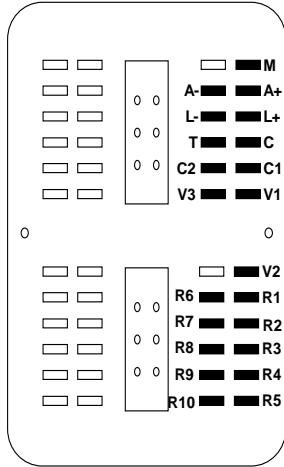 M
A- A+
L- L+
T C
C2 C1
V3 V1
V2
R6 R1
R7 R2
R8 R3
R9 R4
R10 R5